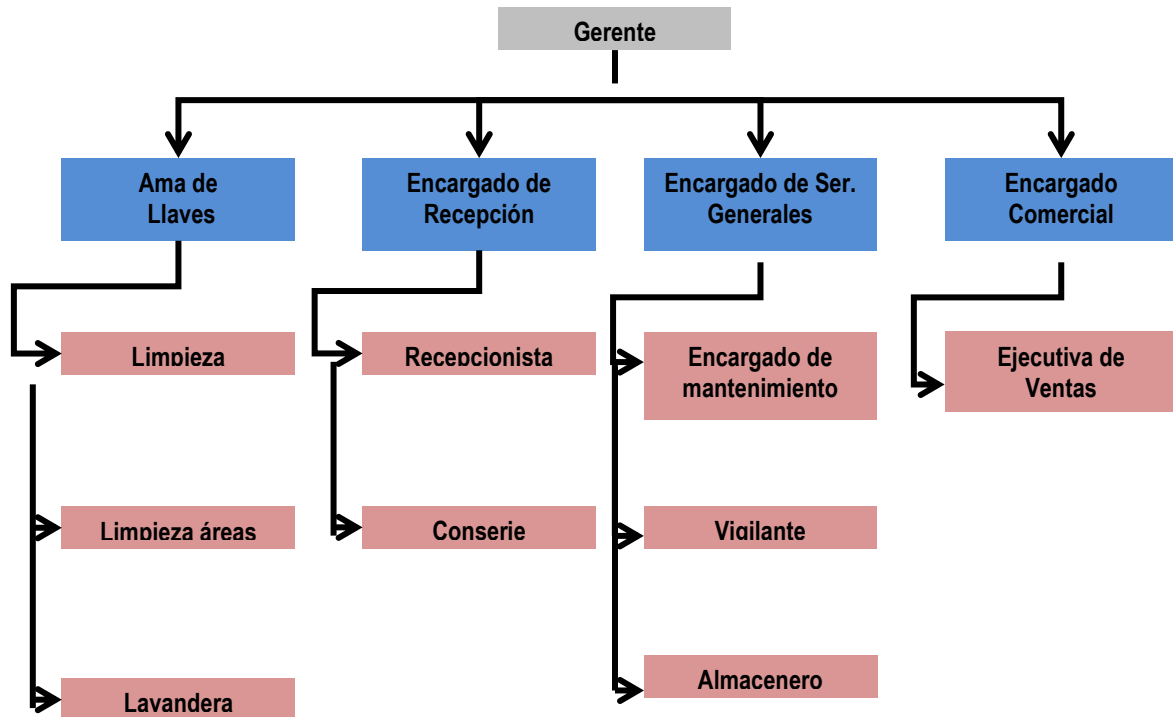 Gerente
Ama de
Llaves
Encargado de
Recepción
Encargado de Ser.
Generales
Encargado
Comercial
Limpieza
Recepcionista
Encargado de
mantenimiento
Ejecutiva de
Ventas
Limpieza áreas
Conserje
Vigilante
Lavandera
Almacenero